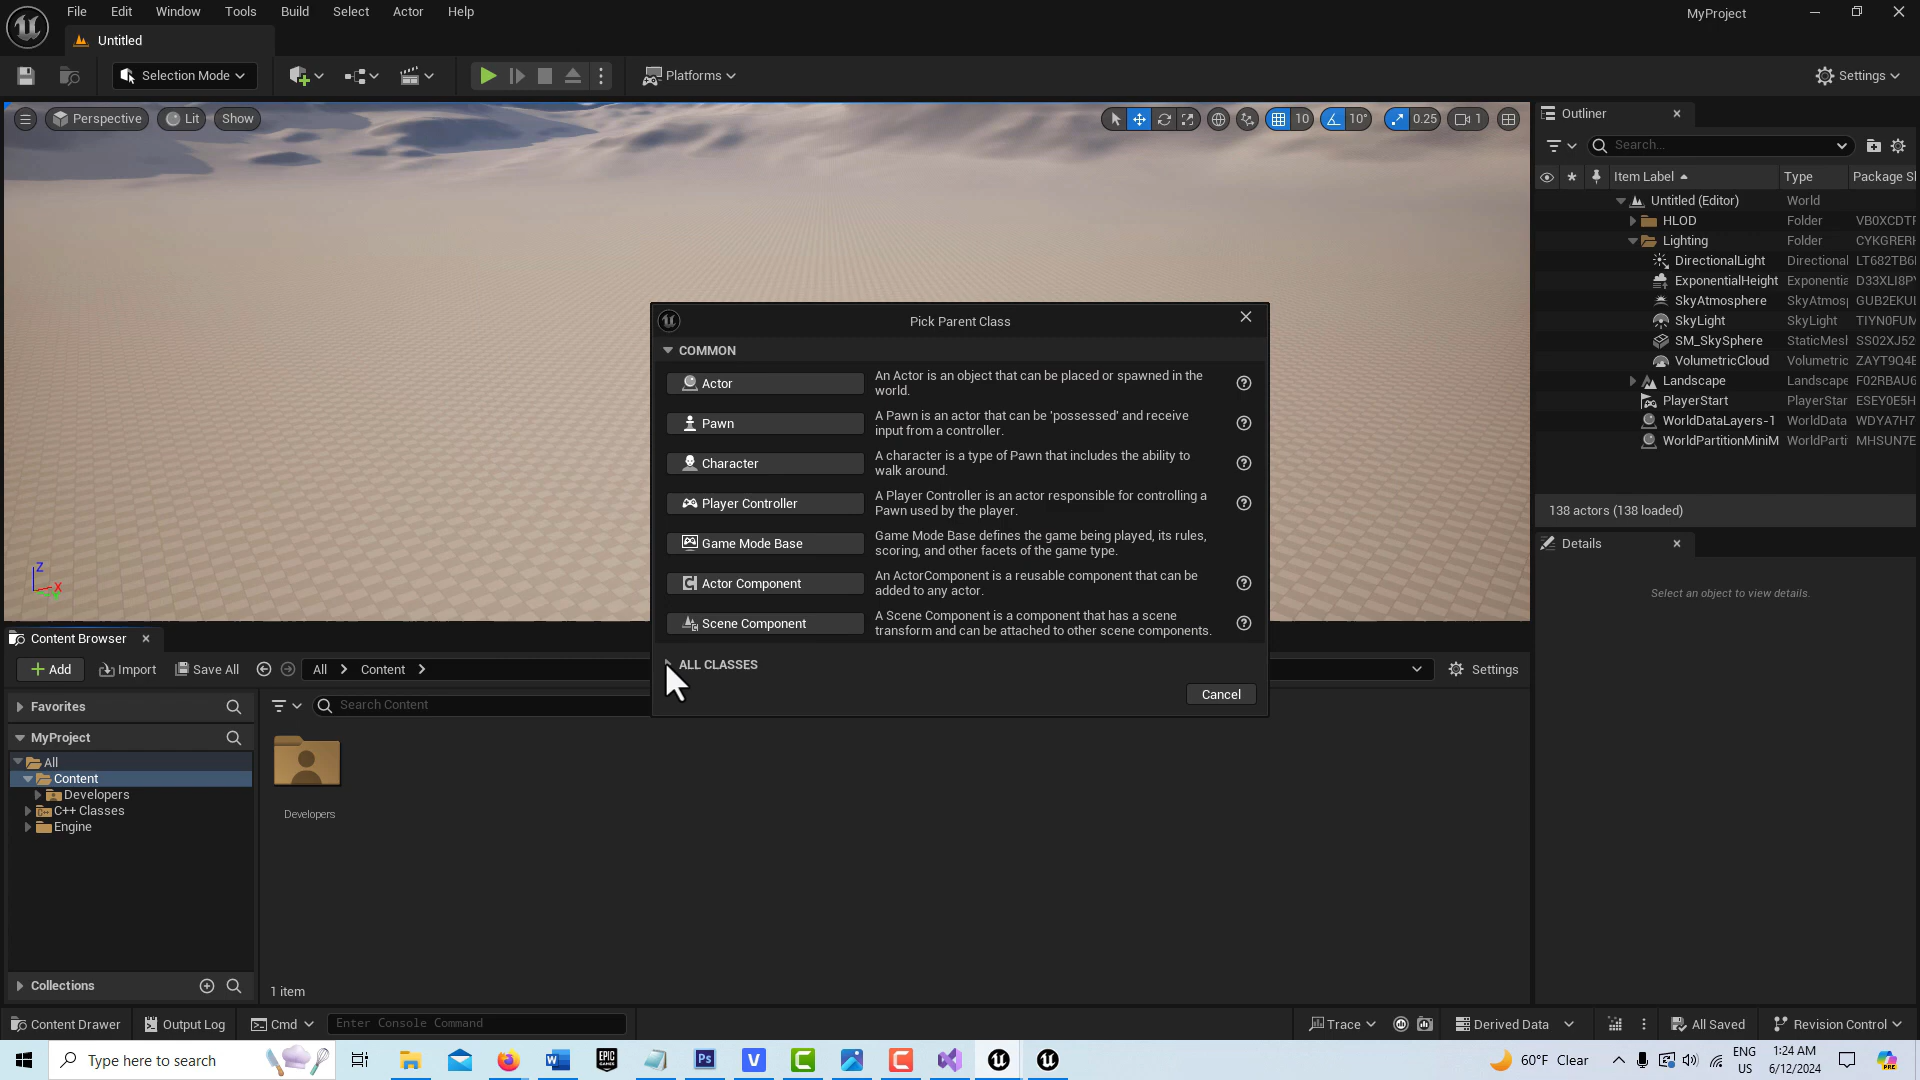 File Edit Window Tools Build Select Actor Help
MyProject
Untitled
Selection Mode
Platforms
Settings
Perspective Lit Show
10 10° 0.25 1
Outliner
Search...
Item Label Type Package S
Untitled (Editor) World
HLOD Folder VB0XCDTF
Lighting Folder CYKGRERH
DirectionalLight Directional LT682TB6
ExponentialHeight Exponentia D33XLI8P
SkyAtmosphere SkyAtmos GUB2EKUL
SkyLight SkyLight TIYN0FUM
SM_SkySphere StaticMesl SS02XJ52
VolumetricCloud Volumetric ZAYT9Q4E
Landscape Landscape F02RBAUG
PlayerStart PlayerStar ESEY0E5H
WorldDataLayers-1 WorldData WDYA7H7
WorldPartitionMiniM WorldParti MHSUN7E
138 actors (138 loaded)
Details
Select an object to view details.
Pick Parent Class
COMMON
Actor
An Actor is an object that can be placed or spawned in the
world.
Pawn
A Pawn is an actor that can be 'possessed' and receive
input from a controller.
Character
A character is a type of Pawn that includes the ability to
walk around.
Player Controller
A Player Controller is an actor responsible for controlling a
Pawn used by the player.
Game Mode Base
Game Mode Base defines the game being played, its rules,
scoring, and other facets of the game type.
Actor Component
An ActorComponent is a reusable component that can be
added to any actor.
Scene Component
A Scene Component is a component that has a scene
transform and can be attached to other scene components.
ALL CLASSES
Cancel
Z
X
Y
Content Browser
Add Import Save All All Content
Settings
Favorites
Search Content
MyProject
All
Content
Developers
C++ Classes
Engine
Developers
Collections
1 item
Content Drawer Output Log Cmd Enter Console Command
Trace Derived Data All Saved Revision Control
Type here to search
EPIC
GAMES
Ps
V
60°F Clear
ENG
US
1:24 AM
6/12/2024
PRE